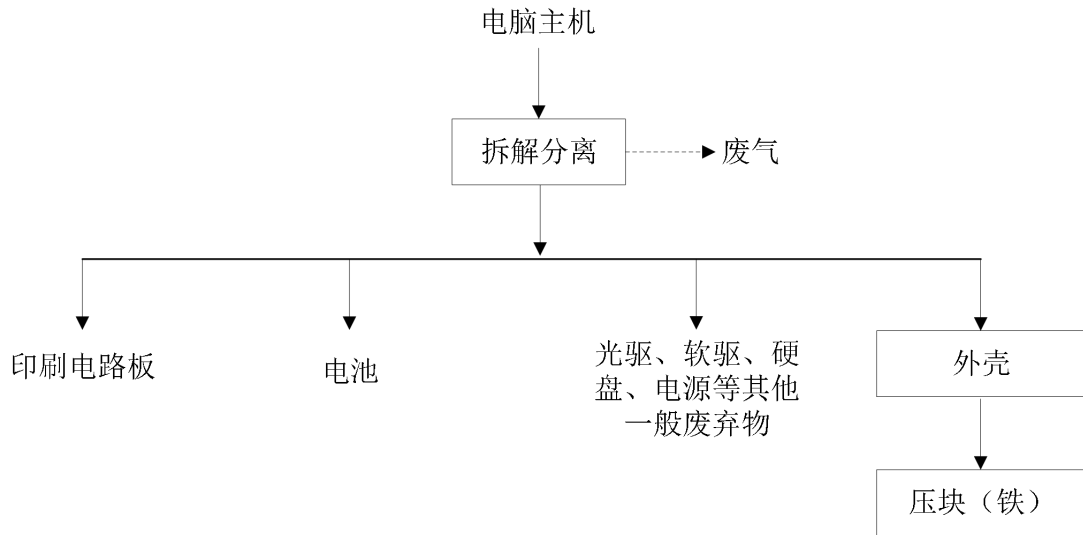 电脑主机
拆解分离
废气
印刷电路板
电池
光驱、软驱、硬
盘、电源等其他
一般废弃物
外壳
压块（铁）